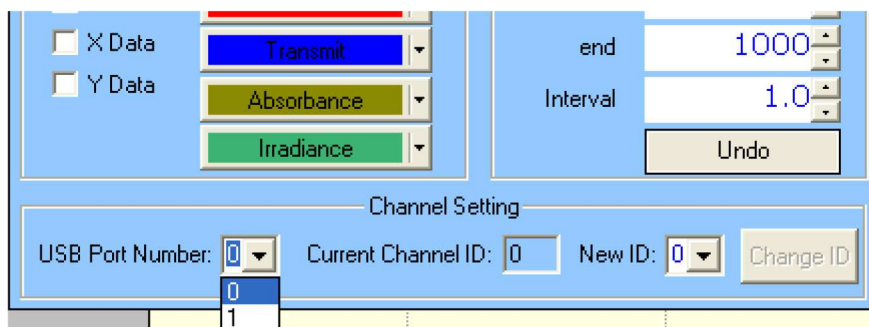 X Data
Transmit
end
1000
Y Data
Absorbance
Interval
1.0
Irradiance
Undo
Channel Setting
USB Port Number: 0 Current Channel ID: 0 New ID: 0 Change ID
0
1